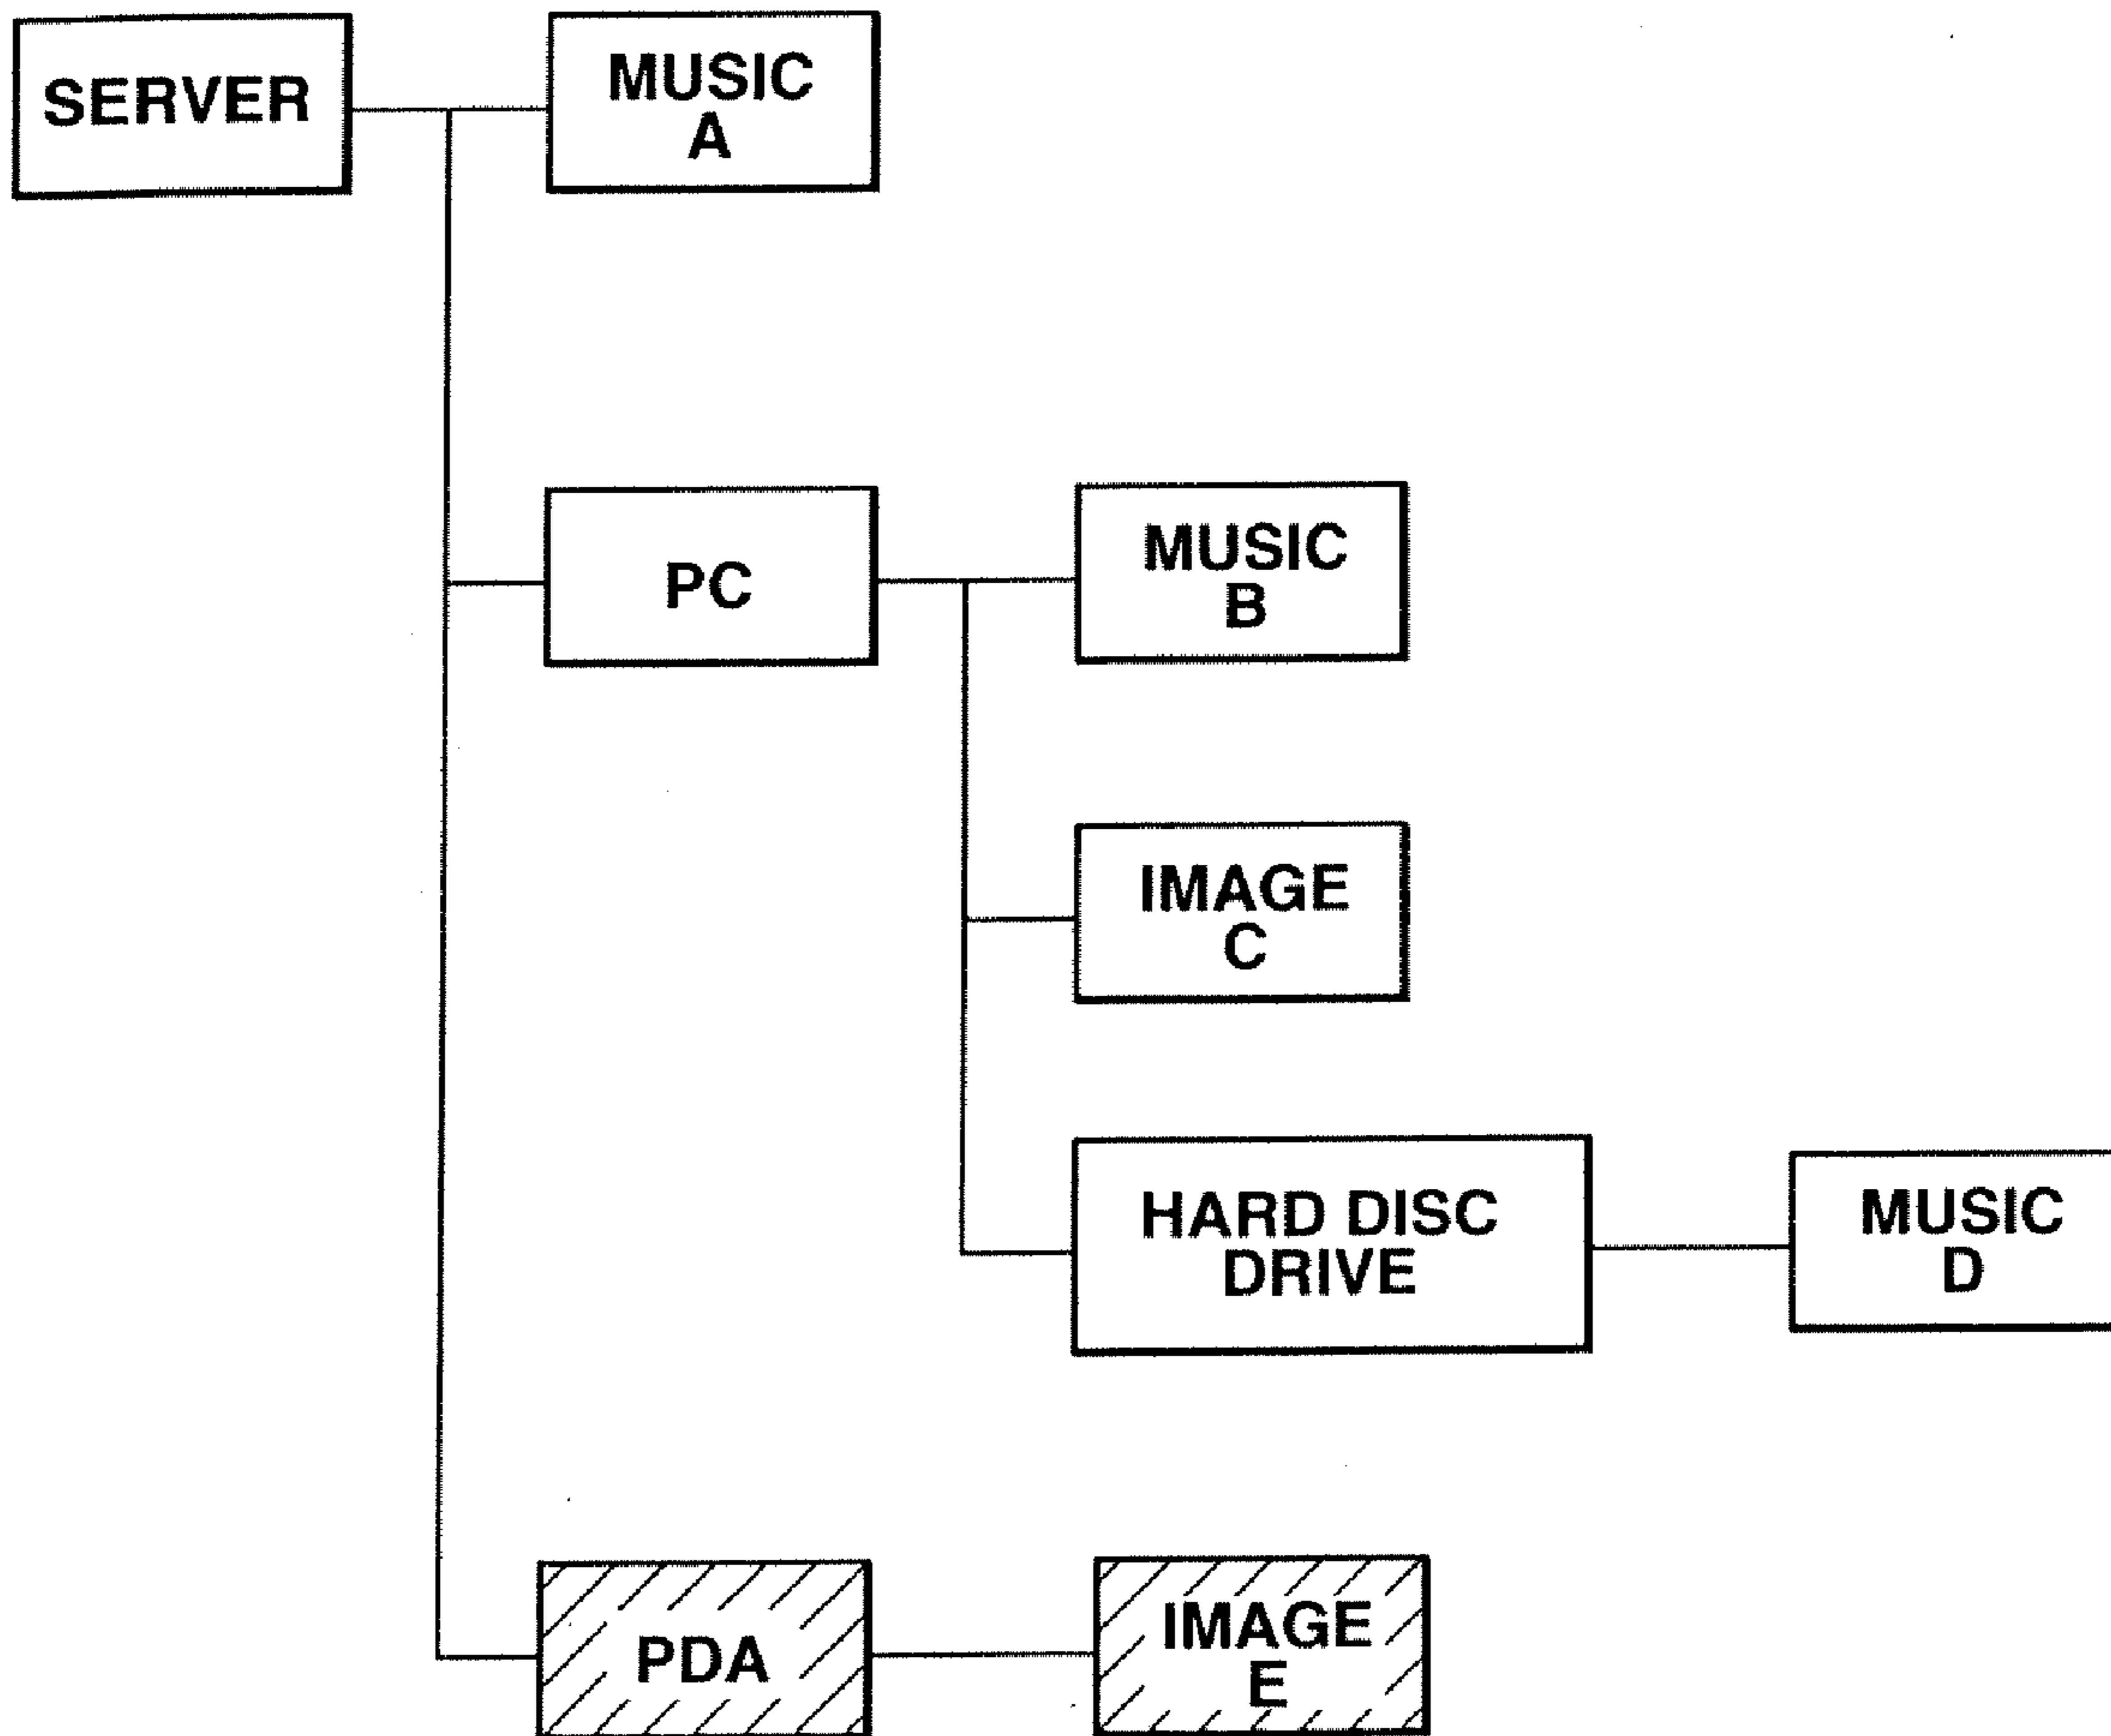 SERVER
MUSIC
A
PC
MUSIC
B
IMAGE
C
HARD DISC
DRIVE
MUSIC
D
PDA
IMAGE
E